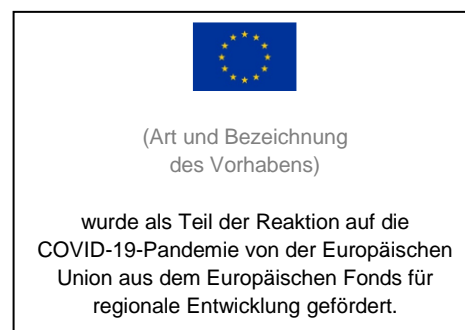 (Art und Bezeichnung
des Vorhabens)
wurde als Teil der Reaktion auf die
COVID-19-Pandemie von der Europäischen
Union aus dem Europäischen Fonds für
regionale Entwicklung gefördert.